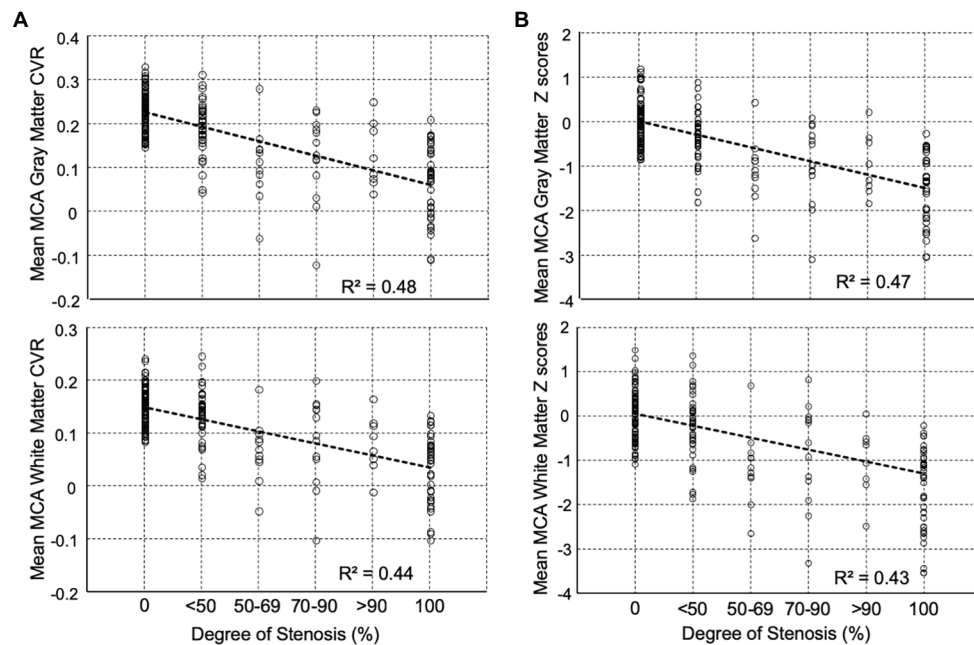 A
B
Mean MCA Gray Matter CVR
0.4
0.3
0.2
0.1
0
-0.1
-0.2
R² = 0.48
Mean MCA Gray Matter Z scores
2
1
0
-1
-2
-3
-4
R² = 0.47
Mean MCA White Matter CVR
0.3
0.2
0.1
0
-0.1
-0.2
R² = 0.44
0 <50 50-69 70-90 >90 100
Degree of Stenosis (%)
Mean MCA White Matter Z scores
2
1
0
-1
-2
-3
-4
R² = 0.43
0 <50 50-69 70-90 >90 100
Degree of Stenosis (%)